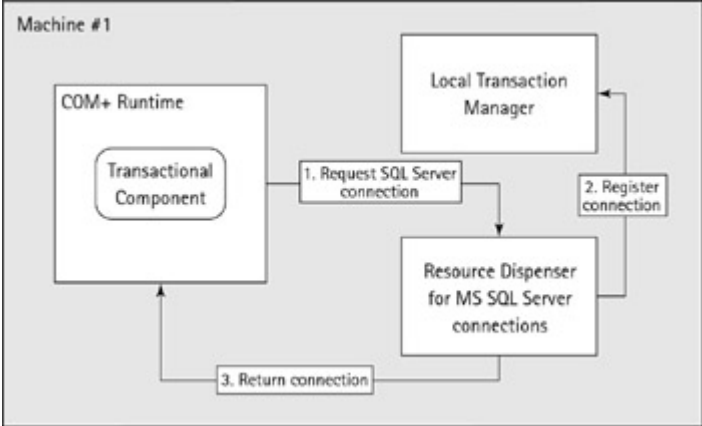 Machine #1
COM+ Runtime
Transactional
Component
Local Transaction
Manager
1. Request SQL Server
connection
2. Register
connection
Resource Dispenser
for MS SQL Server
connections
3. Return connection